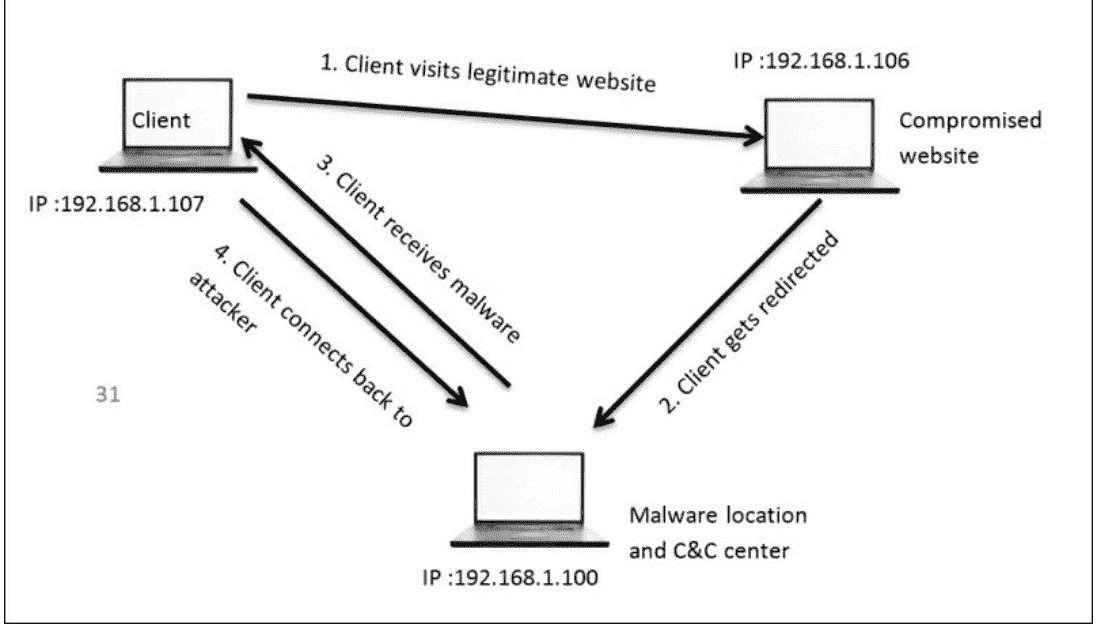 1. Client visits legitimate website
IP :192.168.1.106
Client
Compromised
website
IP :192.168.1.107
3. Client receives malware
4. Client connects back to
attacker
2. Client gets redirected
31
Malware location
and C&C center
IP :192.168.1.100